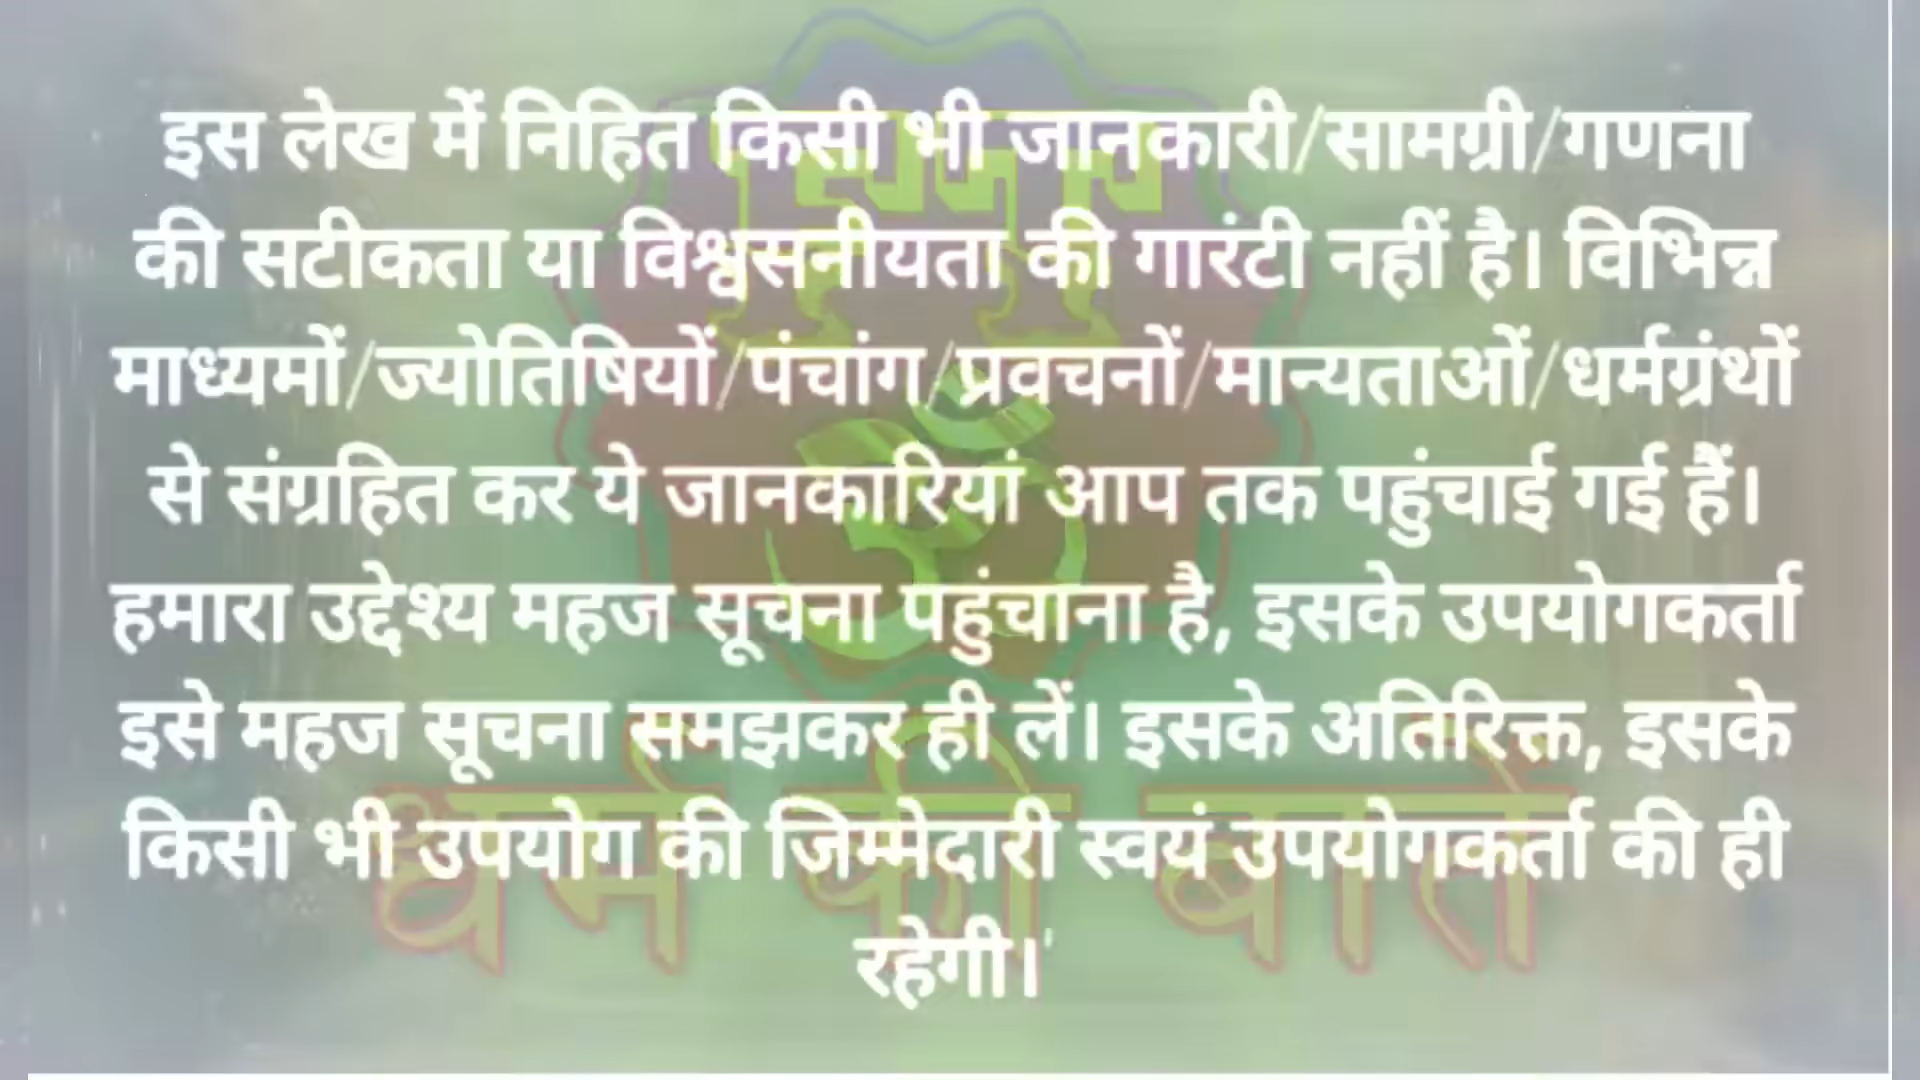 इस लेख में निहित किसी भी जानकारी/सामग्री/गणना
की सटीकता या विश्वसनीयता की गारंटी नहीं है। विभिन्न
माध्यमों/ज्योतिषियों/पंचांग/प्रवचनों/मान्यताओं/धर्मग्रंथों
से संग्रहित कर ये जानकारियां आप तक पहुंचाई गई हैं।
हमारा उद्देश्य महज सूचना पहुंचाना है, इसके उपयोगकर्ता
इसे महज सूचना समझकर ही लें। इसके अतिरिक्त, इसके
किसी भी उपयोग की जिम्मेदारी स्वयं उपयोगकर्ता की ही
रहेगी।'
ॐ
धर्म की बातें